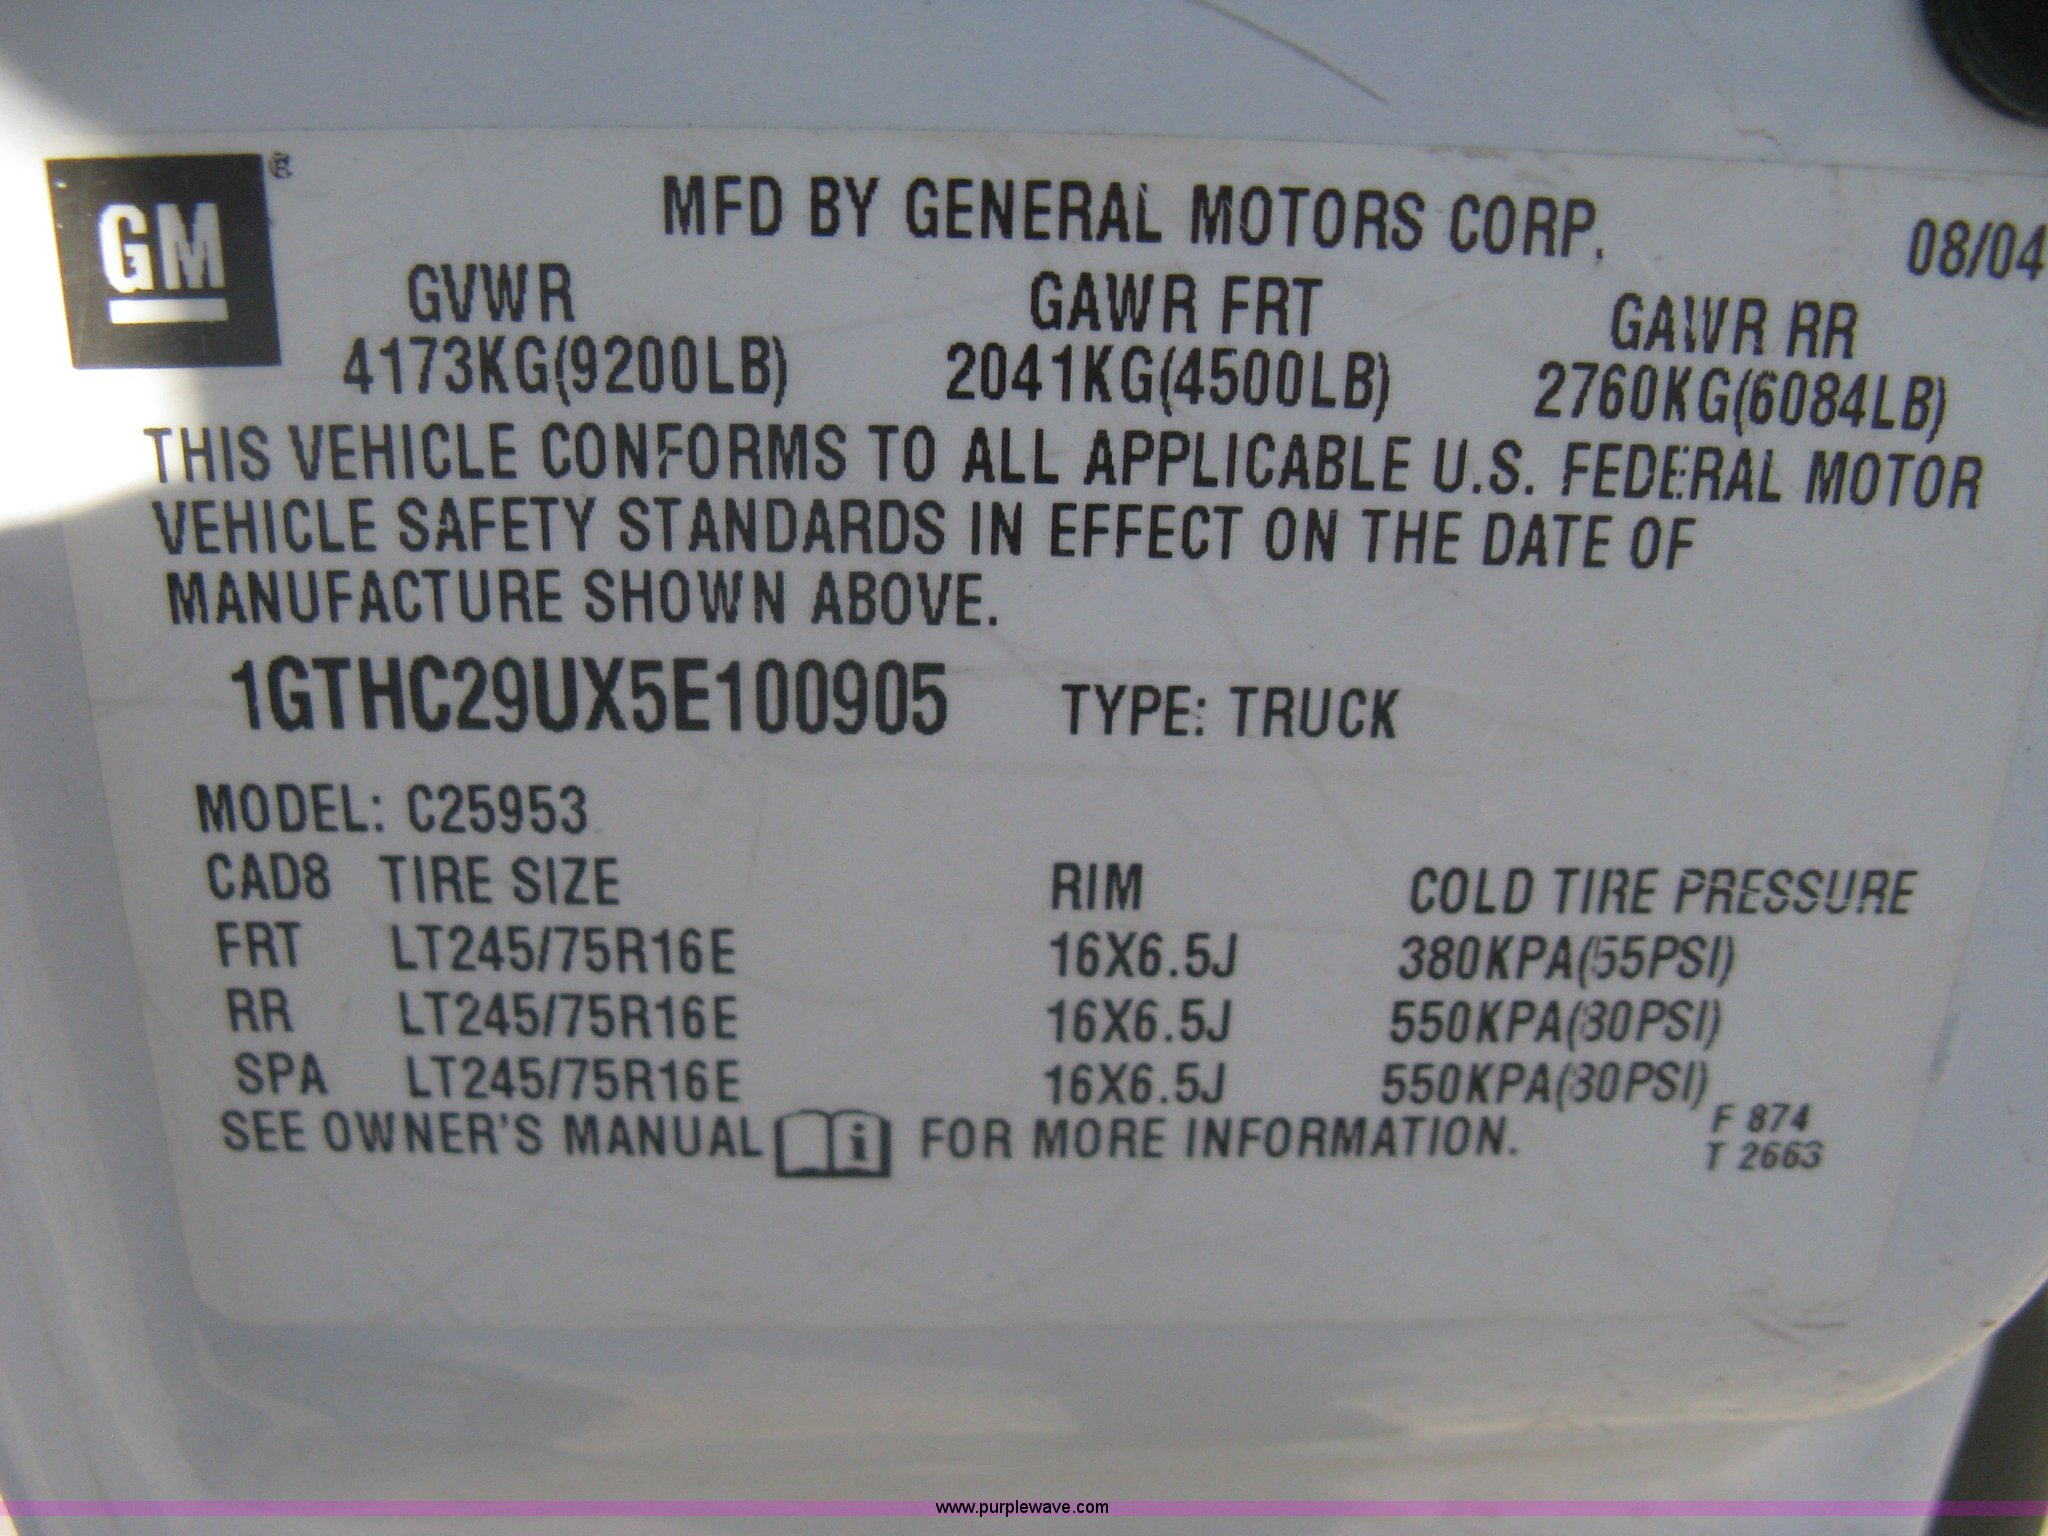 GM ®
MFD BY GENERAL MOTORS CORP.
08/04
GVWR GAWR FRT GAWR RR
4173KG(9200LB) 2041KG(4500LB) 2760KG(6084LB)
THIS VEHICLE CONFORMS TO ALL APPLICABLE U.S. FEDERAL MOTOR
VEHICLE SAFETY STANDARDS IN EFFECT ON THE DATE OF
MANUFACTURE SHOWN ABOVE.
1GTHC29UX5E100905 TYPE: TRUCK
MODEL: C25953
CAD8 TIRE SIZE RIM COLD TIRE PRESSURE
FRT LT245/75R16E 16X6.5J 380KPA(55PSI)
RR LT245/75R16E 16X6.5J 550KPA(80PSI)
SPA LT245/75R16E 16X6.5J 550KPA(80PSI)
SEE OWNER'S MANUAL i FOR MORE INFORMATION.
F 874
T 2663
www.purplewave.com